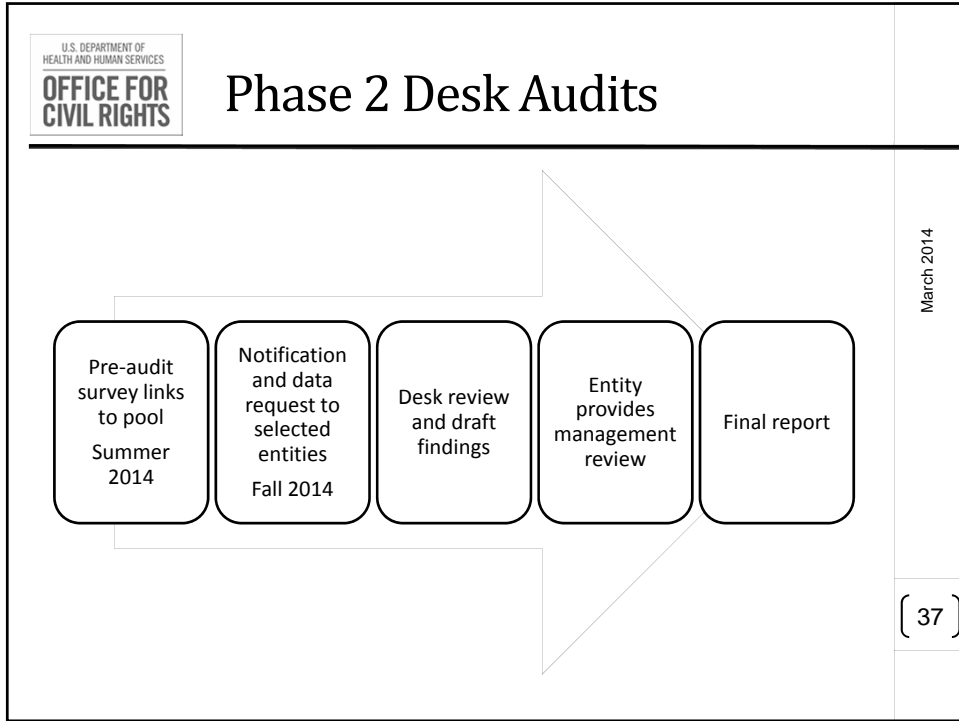 U.S. DEPARTMENT OF
HEALTH AND HUMAN SERVICES
OFFICE FOR
CIVIL RIGHTS
Phase 2 Desk Audits
Pre-audit
survey links
to pool
Summer
2014
Notification
and data
request to
selected
entities
Fall 2014
Desk review
and draft
findings
Entity
provides
management
review
Final report
March 2014
37